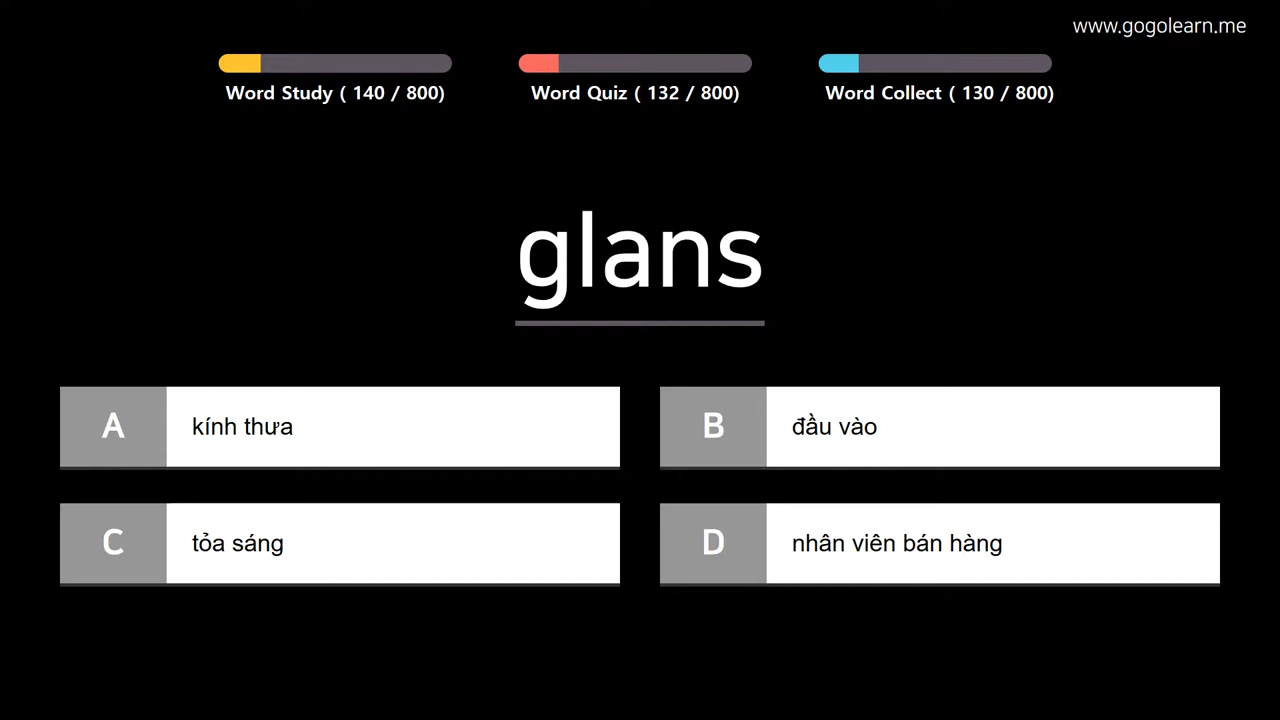 www.gogolearn.me
Word Study ( 140 / 800)
Word Quiz ( 132 / 800)
Word Collect ( 130 / 800)
glans
A kính thưa
B đầu vào
C tỏa sáng
D nhân viên bán hàng